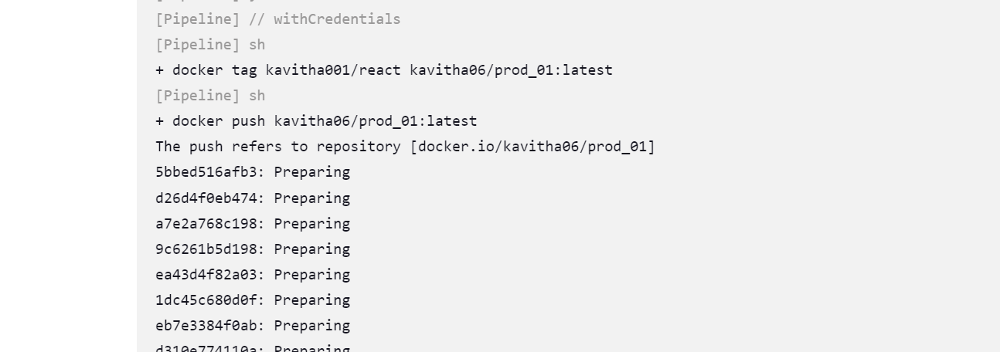 [Pipeline] // withCredentials
[Pipeline] sh
+ docker tag kavitha001/react kavitha06/prod_01:latest
[Pipeline] sh
+ docker push kavitha06/prod_01:latest
The push refers to repository [docker.io/kavitha06/prod_01]
5bbed516afb3: Preparing
d26d4f0eb474: Preparing
a7e2a768c198: Preparing
9c6261b5d198: Preparing
ea43d4f82a03: Preparing
1dc45c680d0f: Preparing
eb7e3384f0ab: Preparing
d310e774110a: Preparing